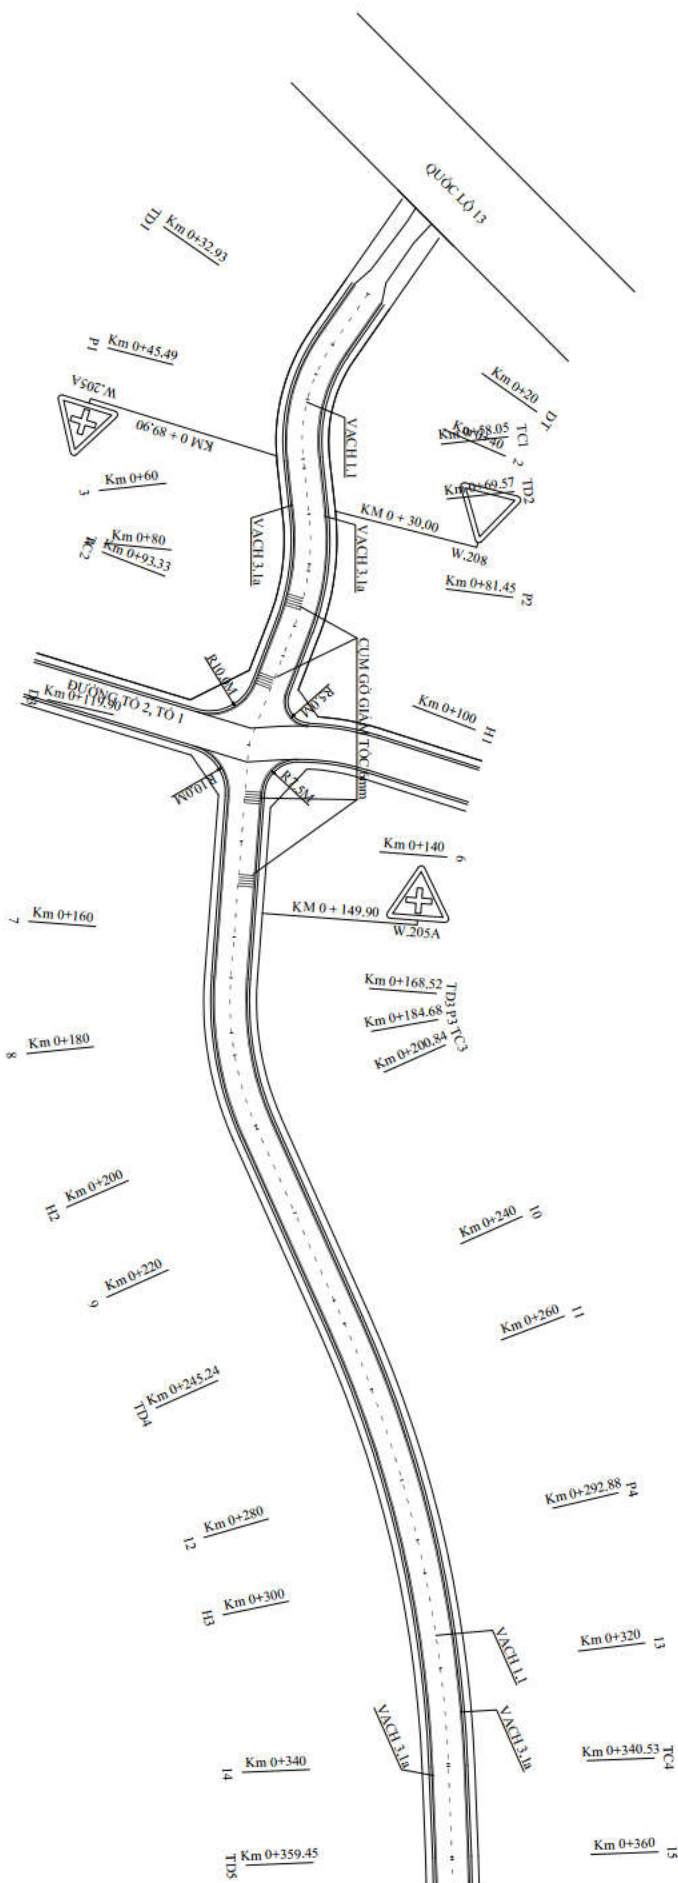 QUỐC LỘ 13
TD1
Km 0+32.93
P1
Km 0+45.49
W.205A
KM 0 + 89.90
Km 0+20
DT
VẠCH 1.1
Km 0+58.05
TC1
2
3
Km 0+60
Km 0+69.57
TD2
KM 0 + 30.00
W.208
Km 0+80
Km 0+93.33
VẠCH 3.1a
VẠCH 3.1a
Km 0+81.45
P2
R10.0M
R5.0M
CỤM GỒ GIẢM TỐC 6mm
ĐƯỜNG TỔ 2, TỔ 1
Km 0+119.90
Km 0+100
H1
R10.0M
R7.5M
Km 0+140
6
KM 0 + 149.90
W.205A
7
Km 0+160
Km 0+168.52
TD3
Km 0+184.68
P3
Km 0+200.84
TC3
8
Km 0+180
H2
Km 0+200
Km 0+240
10
9
Km 0+220
Km 0+260
11
TD4
Km 0+245.24
Km 0+292.88
P4
12
Km 0+280
H3
Km 0+300
VẠCH 1.1
Km 0+320
13
VẠCH 3.1a
VẠCH 3.1a
14
Km 0+340
Km 0+340.53
TC4
TD5
Km 0+359.45
Km 0+360
15